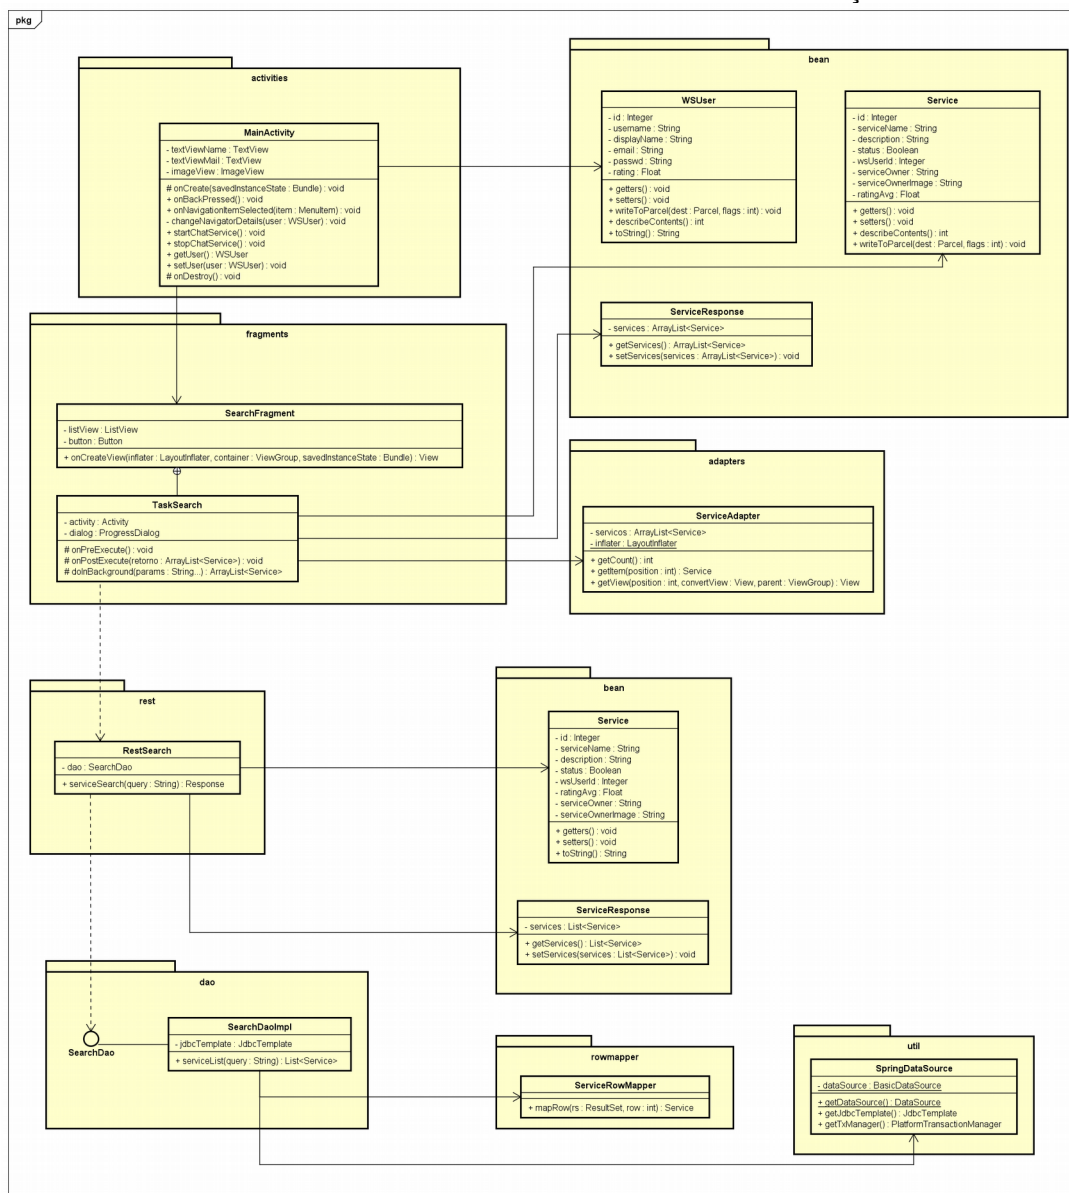 pkg
activities
MainActivity
- textViewName : TextView
- textViewMail : TextView
- imageView : ImageView
# onCreate(savedInstanceState : Bundle) : void
+ onBackPressed() : void
+ onNavigationItemSelected(item : MenuItem) : void
- changeNavigatorDetails(user : WSUser) : void
+ startChatService() : void
+ stopChatService() : void
+ getUser() : WSUser
+ setUser(user : WSUser) : void
# onDestroy() : void
bean
WSUser
- id : Integer
- username : String
- displayName : String
- email : String
- passwd : String
- rating : Float
+ getters() : void
+ setters() : void
+ writeToParcel(dest : Parcel, flags : int) : void
+ describeContents() : int
+ toString() : String
Service
- id : Integer
- serviceName : String
- description : String
- status : Boolean
- wsUserId : Integer
- serviceOwner : String
- serviceOwnerImage : String
- ratingAvg : Float
+ getters() : void
+ setters() : void
+ describeContents() : int
+ writeToParcel(dest : Parcel, flags : int) : void
ServiceResponse
- services : ArrayList<Service>
+ getServices() : ArrayList<Service>
+ setServices(services : ArrayList<Service>) : void
fragments
SearchFragment
- listView : ListView
- button : Button
+ onCreateView(inflater : LayoutInflater, container : ViewGroup, savedInstanceState : Bundle) : View
TaskSearch
- activity : Activity
- dialog : ProgressDialog
# onPreExecute() : void
# onPostExecute(retorno : ArrayList<Service>) : void
# doInBackground(params : String...) : ArrayList<Service>
adapters
ServiceAdapter
- servicos : ArrayList<Service>
- inflater : LayoutInflater
+ getCount() : int
+ getItem(position : int) : Service
+ getView(position : int, convertView : View, parent : ViewGroup) : View
rest
RestSearch
- dao : SearchDao
+ serviceSearch(query : String) : Response
bean
Service
- id : Integer
- serviceName : String
- description : String
- status : Boolean
- wsUserId : Integer
- ratingAvg : Float
- serviceOwner : String
- serviceOwnerImage : String
+ getters() : void
+ setters() : void
+ toString() : String
ServiceResponse
- services : List<Service>
+ getServices() : List<Service>
+ setServices(services : List<Service>) : void
dao
SearchDao
SearchDaoImpl
- jdbcTemplate : JdbcTemplate
+ serviceList(query : String) : List<Service>
rowmapper
ServiceRowMapper
+ mapRow(rs : ResultSet, row : int) : Service
util
SpringDataSource
- dataSource : BasicDataSource
+ getDataSource() : DataSource
+ getJdbcTemplate() : JdbcTemplate
+ getTxManager() : PlatformTransactionManager